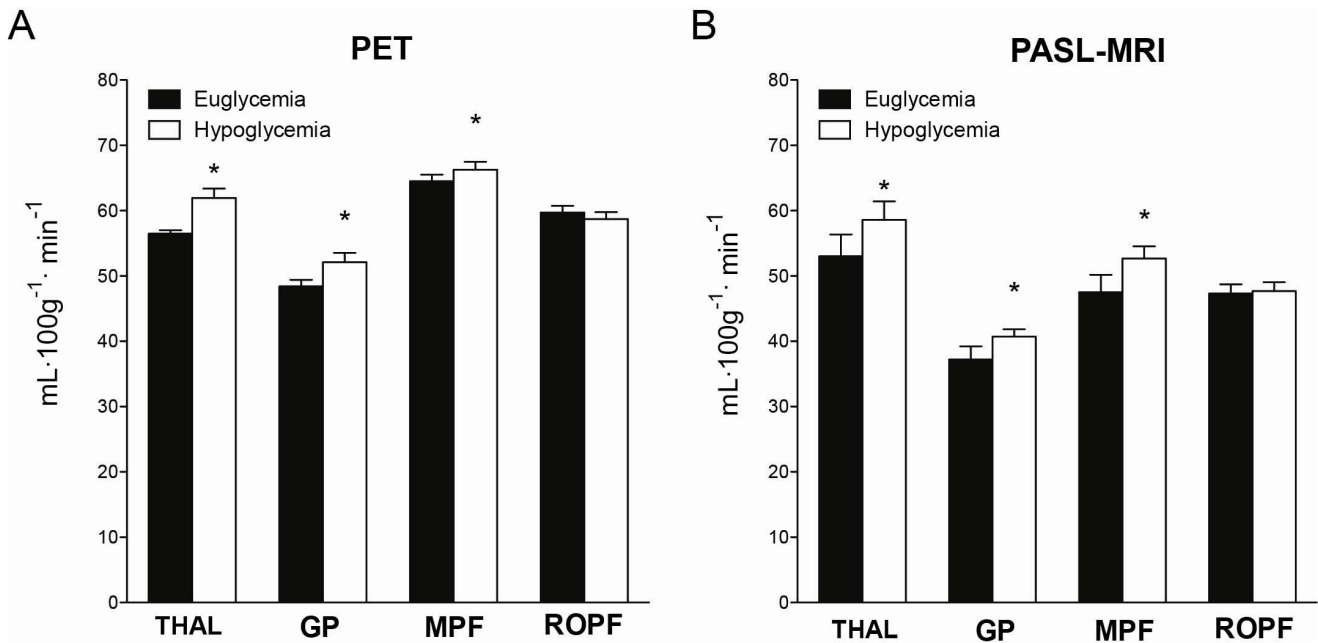 A
PET
80
70
60
50
40
30
20
10
0
mL·100g⁻¹· min⁻¹
Euglycemia
Hypoglycemia
*
*
*
THAL GP MPF ROPF
B
PASL-MRI
80
70
60
50
40
30
20
10
0
mL·100g⁻¹· min⁻¹
Euglycemia
Hypoglycemia
*
*
*
THAL GP MPF ROPF